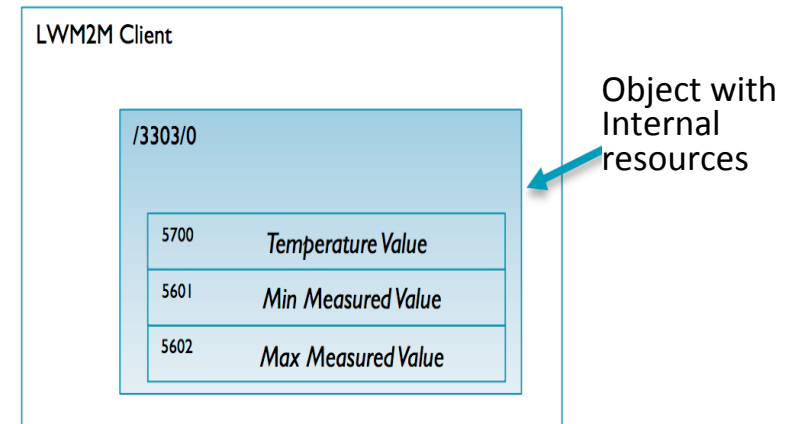 LWM2M Client
Object with
Internal
resources
/3303/0
5700 Temperature Value
5601 Min Measured Value
5602 Max Measured Value